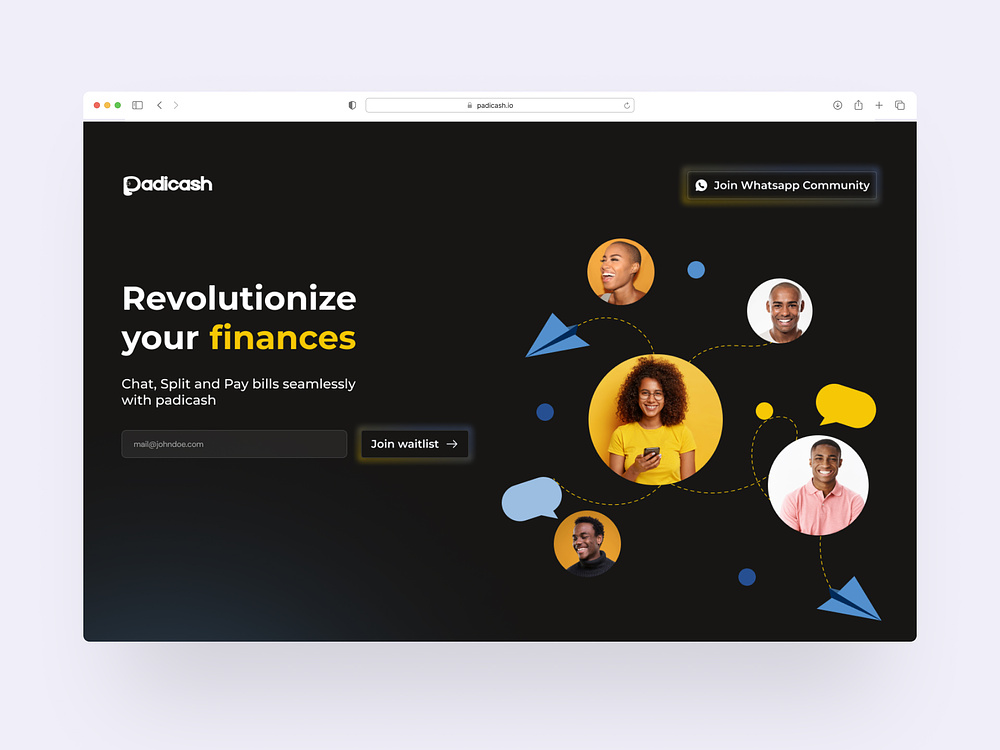 padicash.io
Padicash
Join Whatsapp Community
Revolutionize
your finances
Chat, Split and Pay bills seamlessly
with padicash
mail@johndoe.com
Join waitlist